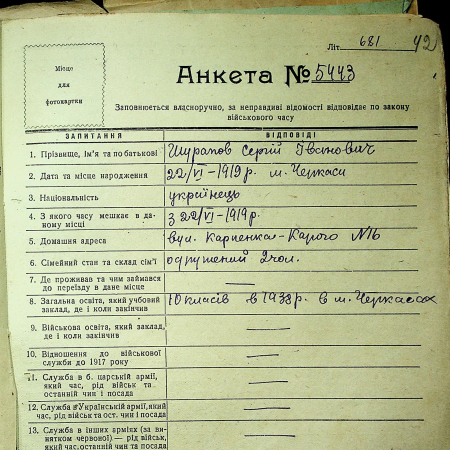 Літ. 681 42
Місце
для
фотокартки
Анкета № 5443
Заповнюється власноручно, за неправдиві відомості відповідає по закону
військового часу
ЗАПИТАННЯ ВІДПОВІДІ
1. Прізвище, ім'я та по батькові Шурапов Сергій Іванович
2. Дата та місце народження 22/VI – 1919 р. м. Черкаси
3. Національність українець
4. З якого часу мешкає в да-
ному місці з 22/VI – 1919 р.
5. Домашня адреса вул. Карпенка-Карого №16
6. Сімейний стан та склад сім'ї одружений 2 чол.
7. Де проживав та чим займався
до переїзду в дане місце —
8. Загальна освіта, який учбовий
заклад, де і коли закінчив 10 класів в 1938 р. в м. Черкассах
9. Військова освіта, який заклад,
де і коли закінчив —
10. Відношення до військової
служби до 1917 року —
11. Служба в б. царській армії,
який час, рід військ та
останній чин і посада —
12. Служба в Українській армії, який
час, рід військ та ост. чин і посада —
13. Служба в інших арміях (за ви-
нятком червоної) — рід військ,
який час, останній чин та посада —